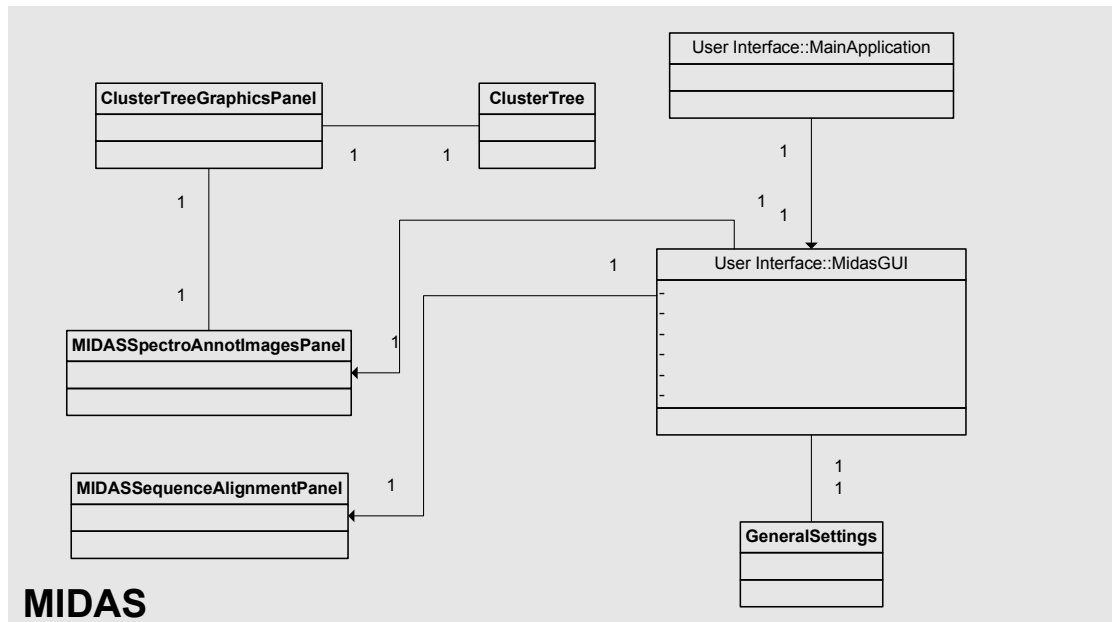 User Interface::MainApplication
ClusterTreeGraphicsPanel
ClusterTree
1
1
1
1
1
1
1
User Interface::MidasGUI
-
-
-
-
-
-
1
1
MIDASSpectroAnnotImagesPanel
1
MIDASSequenceAlignmentPanel
1
1
1
GeneralSettings
MIDAS